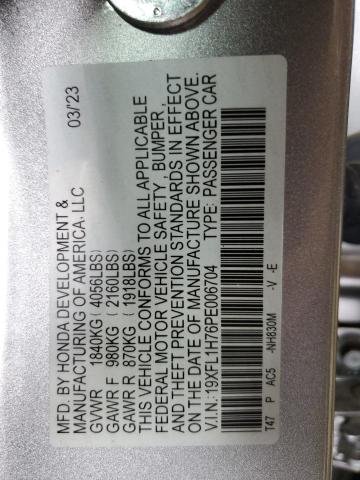 MFD. BY HONDA DEVELOPMENT &
MANUFACTURING OF AMERICA. LLC 03/'23
GVWR 1840KG ( 4056LBS)
GAWR F 980KG ( 2160LBS)
GAWR R 870KG ( 1918LBS)
THIS VEHICLE CONFORMS TO ALL APPLICABLE
FEDERAL MOTOR VEHICLE SAFETY, BUMPER,
AND THEFT PREVENTION STANDARDS IN EFFECT
ON THE DATE OF MANUFACTURE SHOWN ABOVE.
V.I.N.: 19XFL1H76PE006704 TYPE: PASSENGER CAR
T47 P AC5 -NH830M -V -E